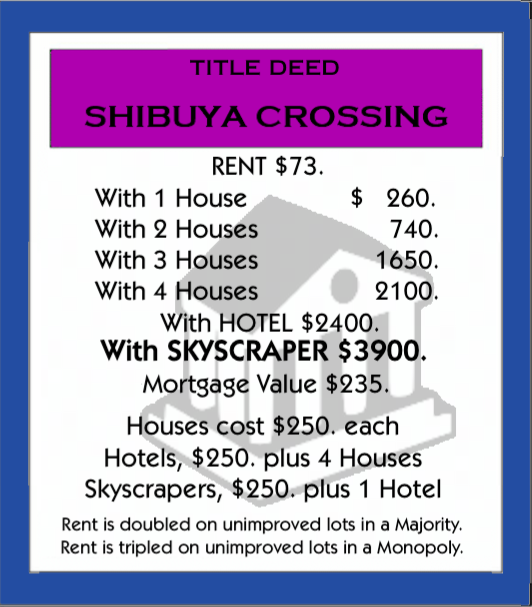 TITLE DEED
SHIBUYA CROSSING
RENT $73.
With 1 House $ 260.
With 2 Houses 740.
With 3 Houses 1650.
With 4 Houses 2100.
With HOTEL $2400.
With SKYSCRAPER $3900.
Mortgage Value $235.
Houses cost $250. each
Hotels, $250. plus 4 Houses
Skyscrapers, $250. plus 1 Hotel
Rent is doubled on unimproved lots in a Majority.
Rent is tripled on unimproved lots in a Monopoly.